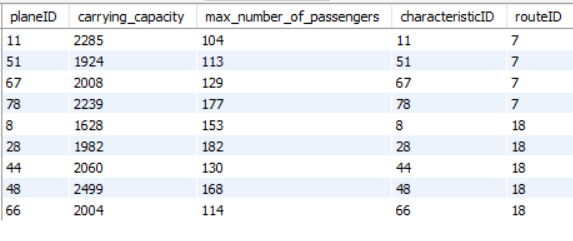 planeID carrying_capacity max_number_of_passengers characteristicID routeID
11 2285 104 11 7
51 1924 113 51 7
67 2008 129 67 7
78 2239 177 78 7
8 1628 153 8 18
28 1982 182 28 18
44 2060 130 44 18
48 2499 168 48 18
66 2004 114 66 18